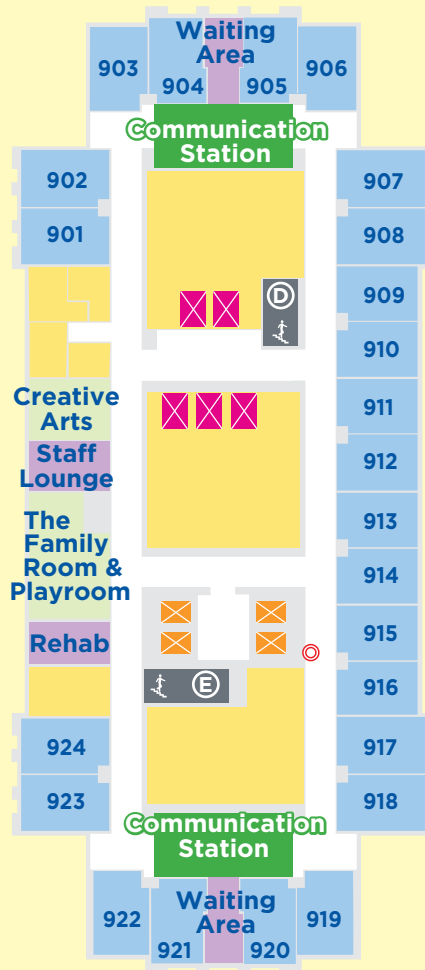 Waiting
Area
903
904
905
906
Communication
Station
902
907
901
908
D
909
910
Creative
Arts
911
Staff
Lounge
912
The
Family
Room &
Playroom
913
914
Rehab
915
E
916
924
917
923
918
Communication
Station
Waiting
Area
922
921
920
919